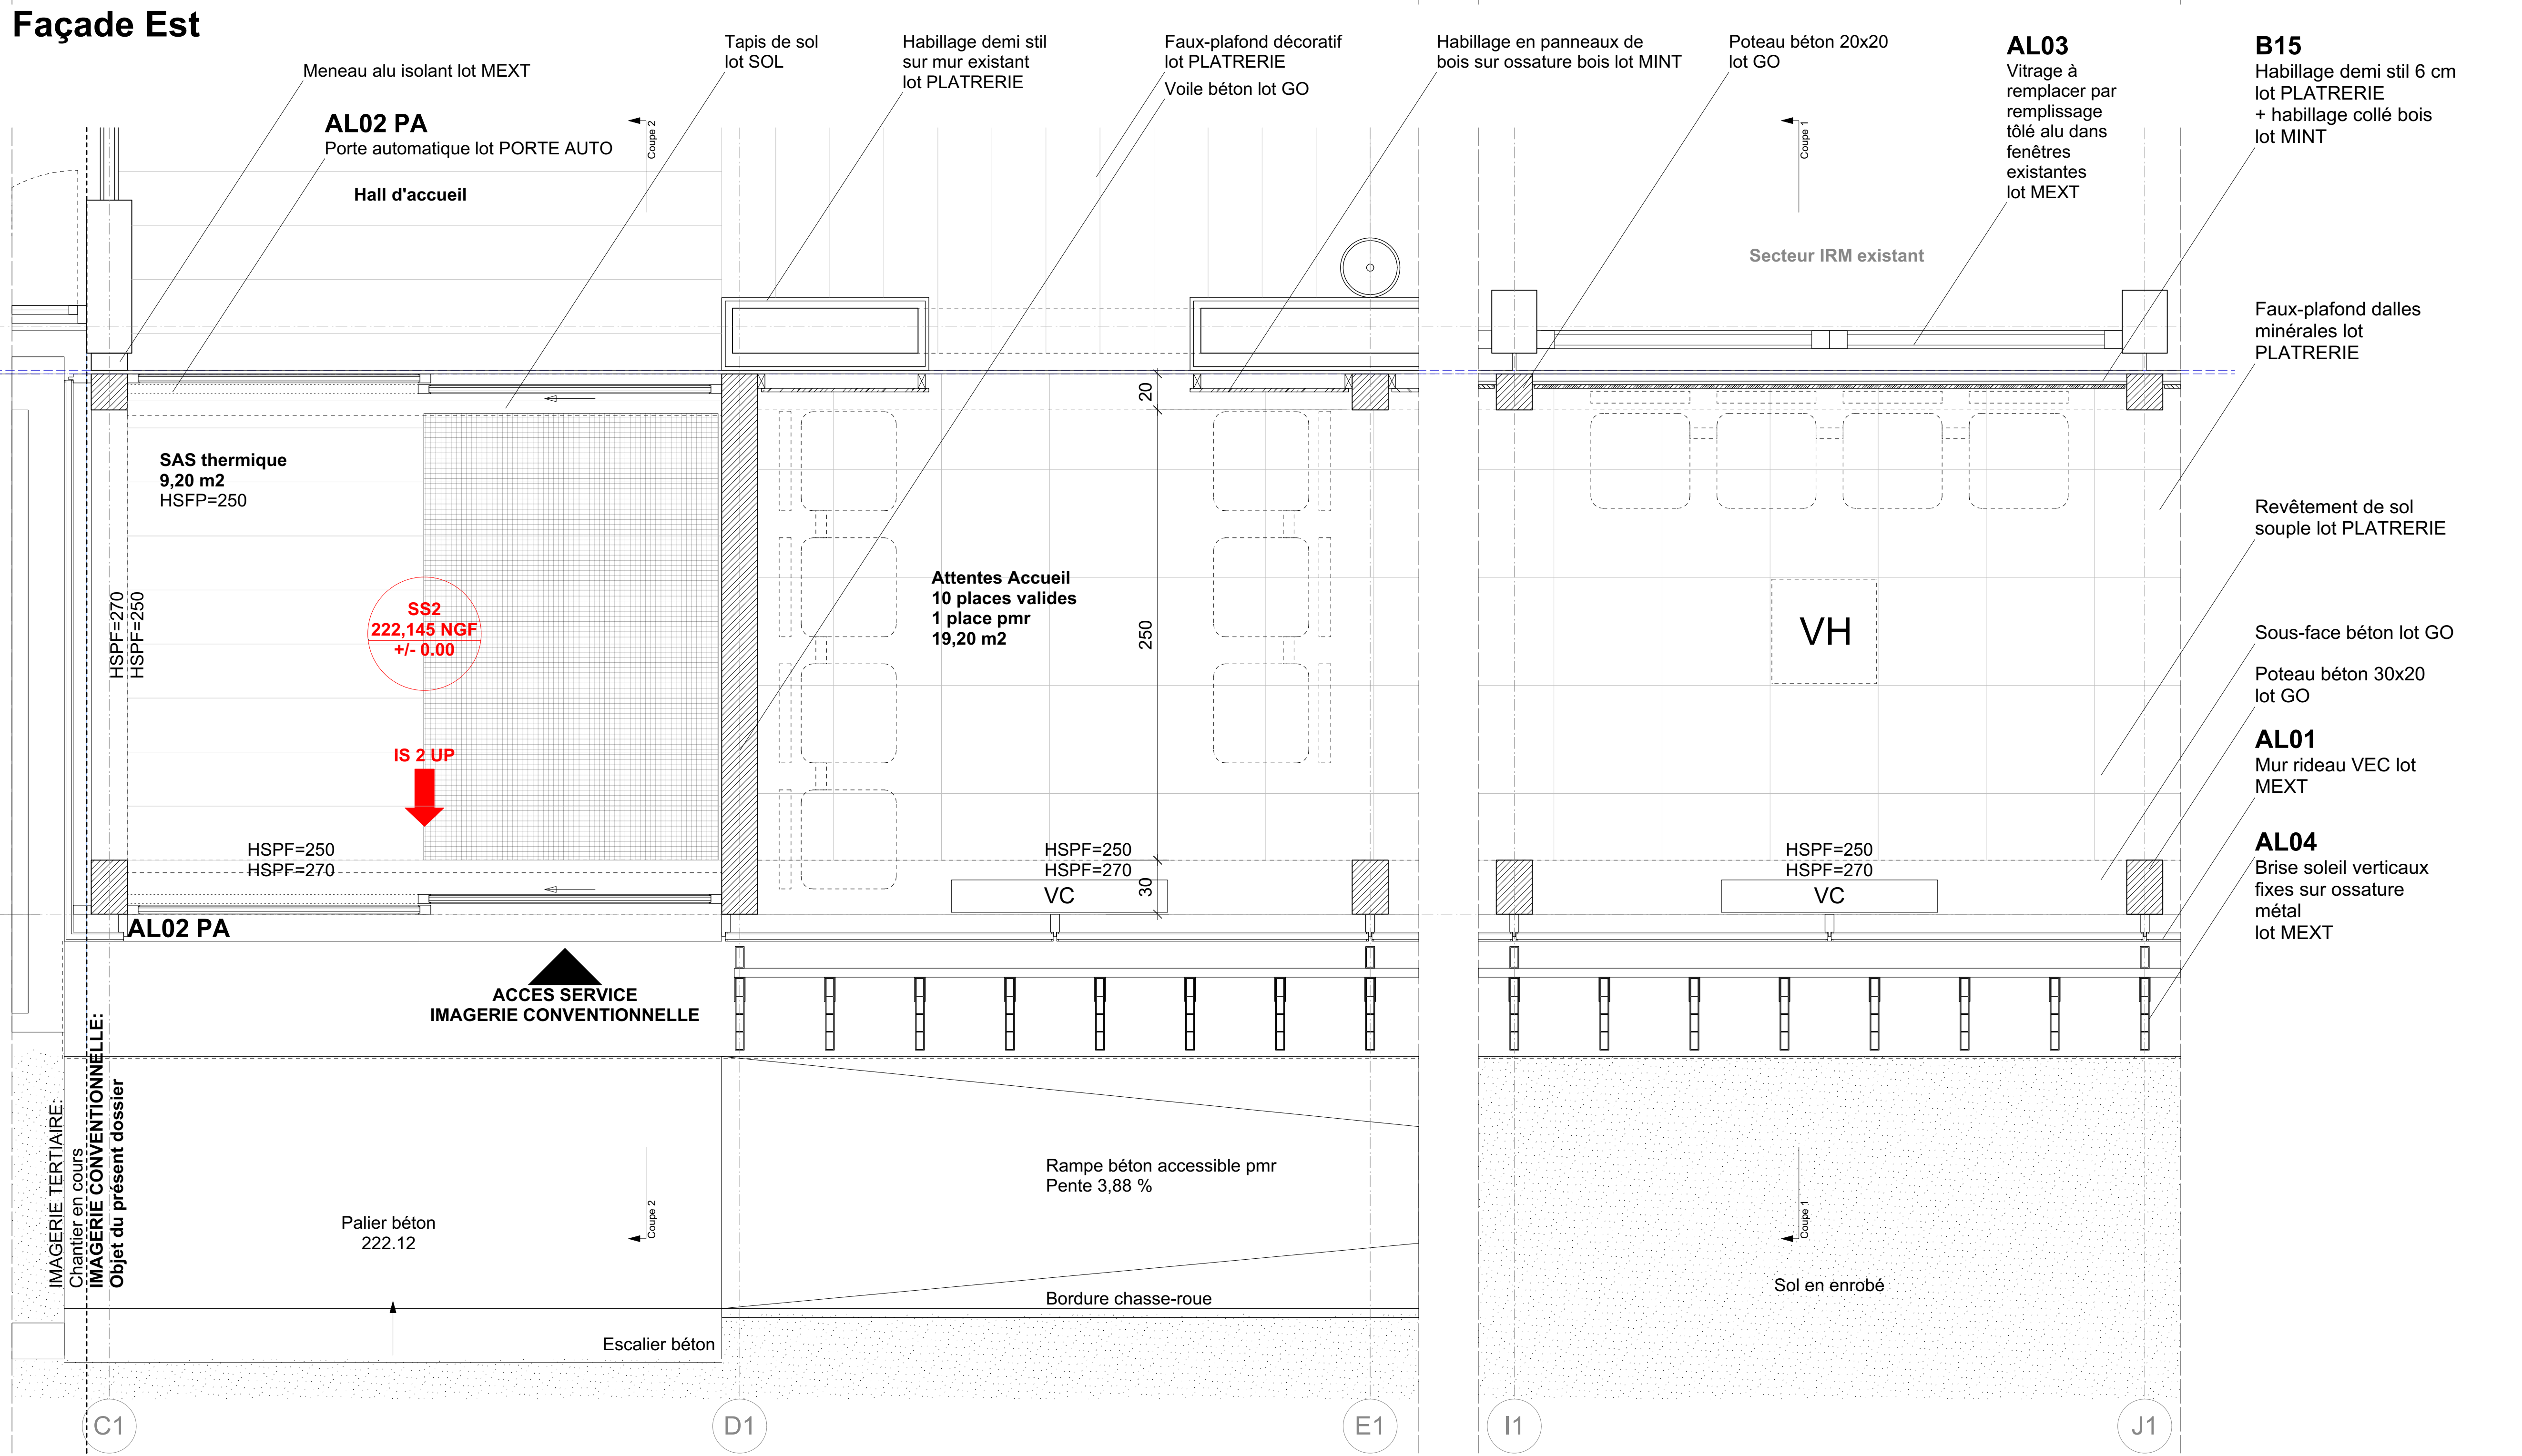 Façade Est
Meneau alu isolant lot MEXT
AL02 PA
Porte automatique lot PORTE AUTO
Hall d'accueil
Tapis de sol
lot SOL
Coupe 2
Habillage demi stil
sur mur existant
lot PLATRERIE
Faux-plafond décoratif
lot PLATRERIE
Voile béton lot GO
Habillage en panneaux de
bois sur ossature bois lot MINT
Poteau béton 20x20
lot GO
Coupe 1
AL03
Vitrage à
remplacer par
remplissage
tôlé alu dans
fenêtres
existantes
lot MEXT
B15
Habillage demi stil 6 cm
lot PLATRERIE
+ habillage collé bois
lot MINT
Secteur IRM existant
Faux-plafond dalles
minérales lot
PLATRERIE
Revêtement de sol
souple lot PLATRERIE
Sous-face béton lot GO
Poteau béton 30x20
lot GO
AL01
Mur rideau VEC lot
MEXT
AL04
Brise soleil verticaux
fixes sur ossature
métal
lot MEXT
SAS thermique
9,20 m2
HSFP=250
HSPF=270
HSPF=250
SS2
222,145 NGF
+/- 0.00
IS 2 UP
HSPF=250
HSPF=270
AL02 PA
Attentes Accueil
10 places valides
1 place pmr
19,20 m2
20
250
30
HSPF=250
HSPF=270
VC
VH
HSPF=250
HSPF=270
VC
ACCES SERVICE
IMAGERIE CONVENTIONNELLE
IMAGERIE TERTIAIRE:
Chantier en cours
IMAGERIE CONVENTIONNELLE:
Objet du présent dossier
Palier béton
222.12
Coupe 2
Rampe béton accessible pmr
Pente 3,88 %
Bordure chasse-roue
Escalier béton
Coupe 1
Sol en enrobé
C1
D1
E1
I1
J1